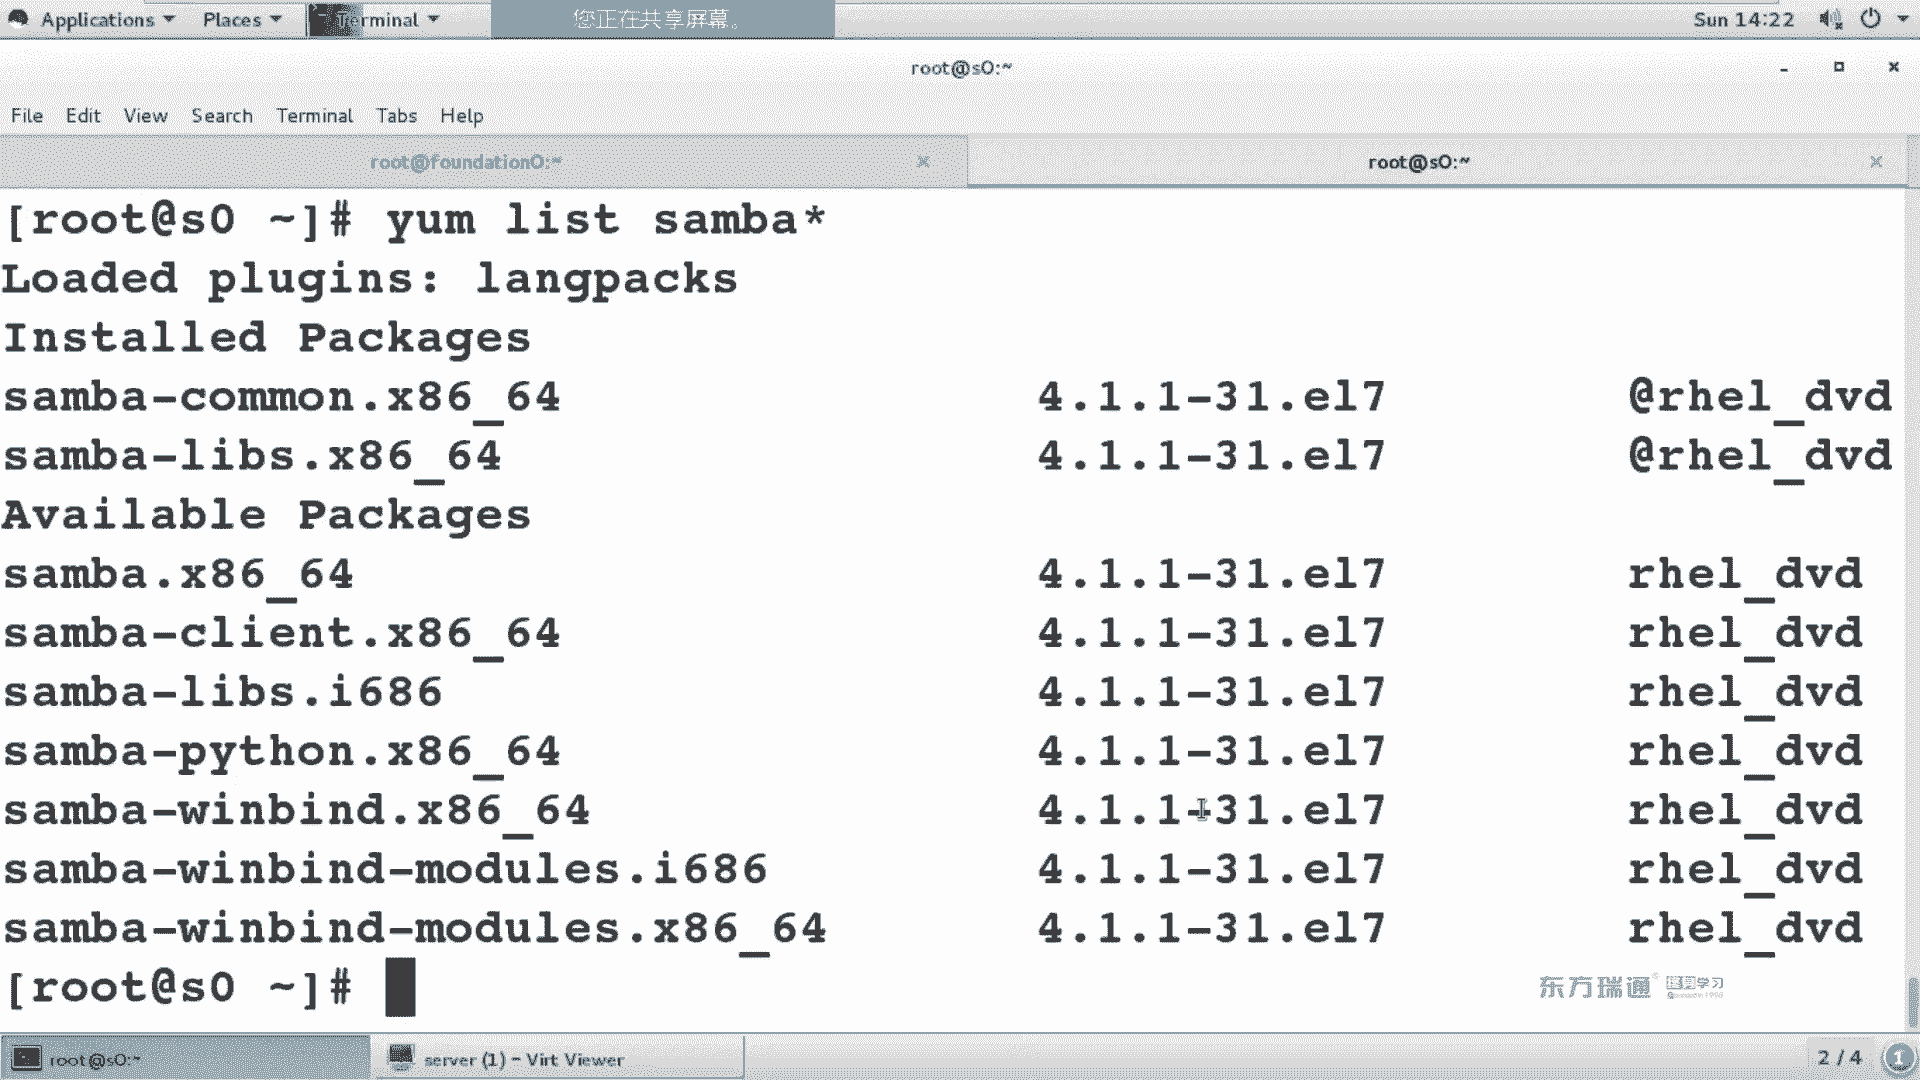 Applications Places Terminal 您正在共享屏幕。 Sun 14:22
root@s0:~
File Edit View Search Terminal Tabs Help
root@foundation0:~ root@s0:~
[root@s0 ~]# yum list samba*
Loaded plugins: langpacks
Installed Packages
samba-common.x86_64 4.1.1-31.el7 @rhel_dvd
samba-libs.x86_64 4.1.1-31.el7 @rhel_dvd
Available Packages
samba.x86_64 4.1.1-31.el7 rhel_dvd
samba-client.x86_64 4.1.1-31.el7 rhel_dvd
samba-libs.i686 4.1.1-31.el7 rhel_dvd
samba-python.x86_64 4.1.1-31.el7 rhel_dvd
samba-winbind.x86_64 4.1.1-31.el7 rhel_dvd
samba-winbind-modules.i686 4.1.1-31.el7 rhel_dvd
samba-winbind-modules.x86_64 4.1.1-31.el7 rhel_dvd
[root@s0 ~]#
东方瑞通 终身学习
root@s0:~ server (1) - Virt Viewer 2 / 4 1